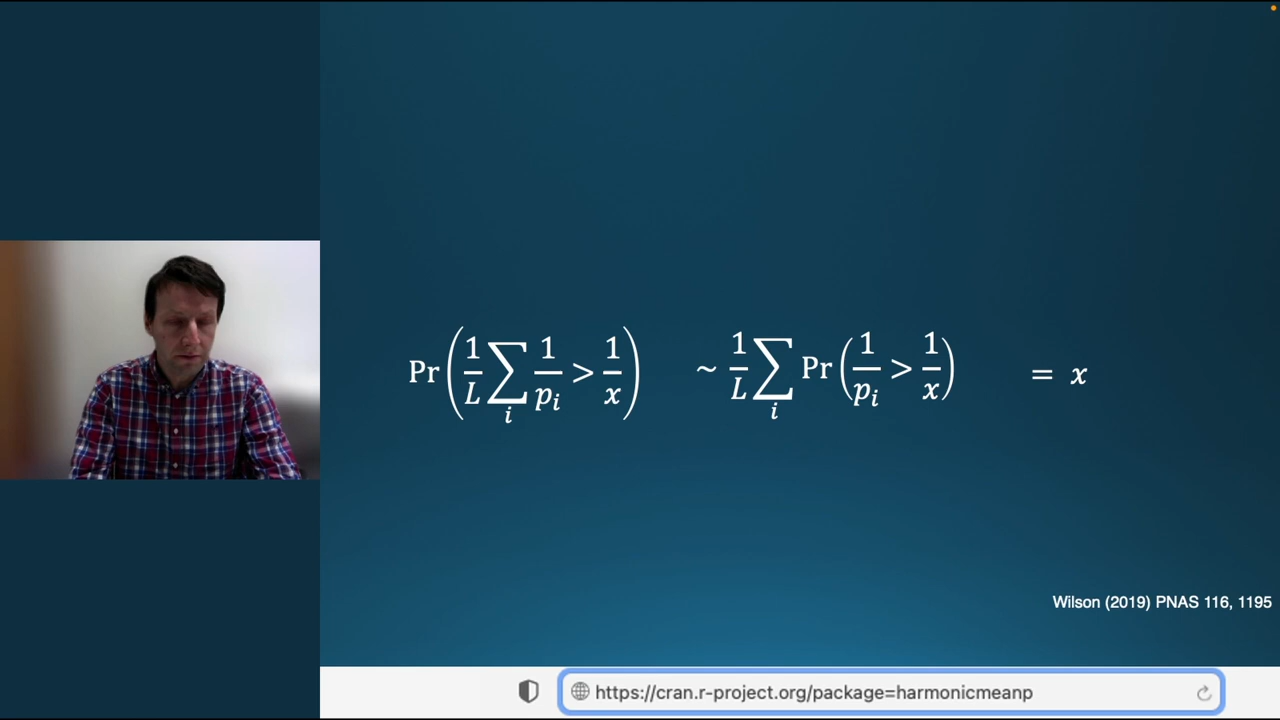 Pr(1/L ∑_i 1/p_i > 1/x) ~ 1/L ∑_i Pr(1/p_i > 1/x) = x
Wilson (2019) PNAS 116, 1195
https://cran.r-project.org/package=harmonicmeanp